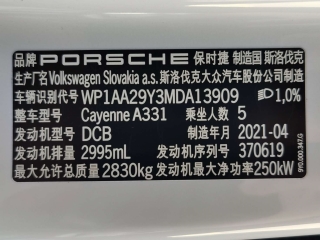 品牌 PORSCHE 保时捷 制造国 斯洛伐克
生产厂名 Volkswagen Slovakia a.s. 斯洛伐克大众汽车股份公司制造
车辆识别代号 WP1AA29Y3MDA13909 1,0%
整车型号 Cayenne A331 乘坐人数 5
发动机型号 DCB 制造年月 2021-04
发动机排量 2995mL 发动机序列号 370619
最大允许总质量 2830kg 发动机最大净功率 250kW
9Y0.000.347.G